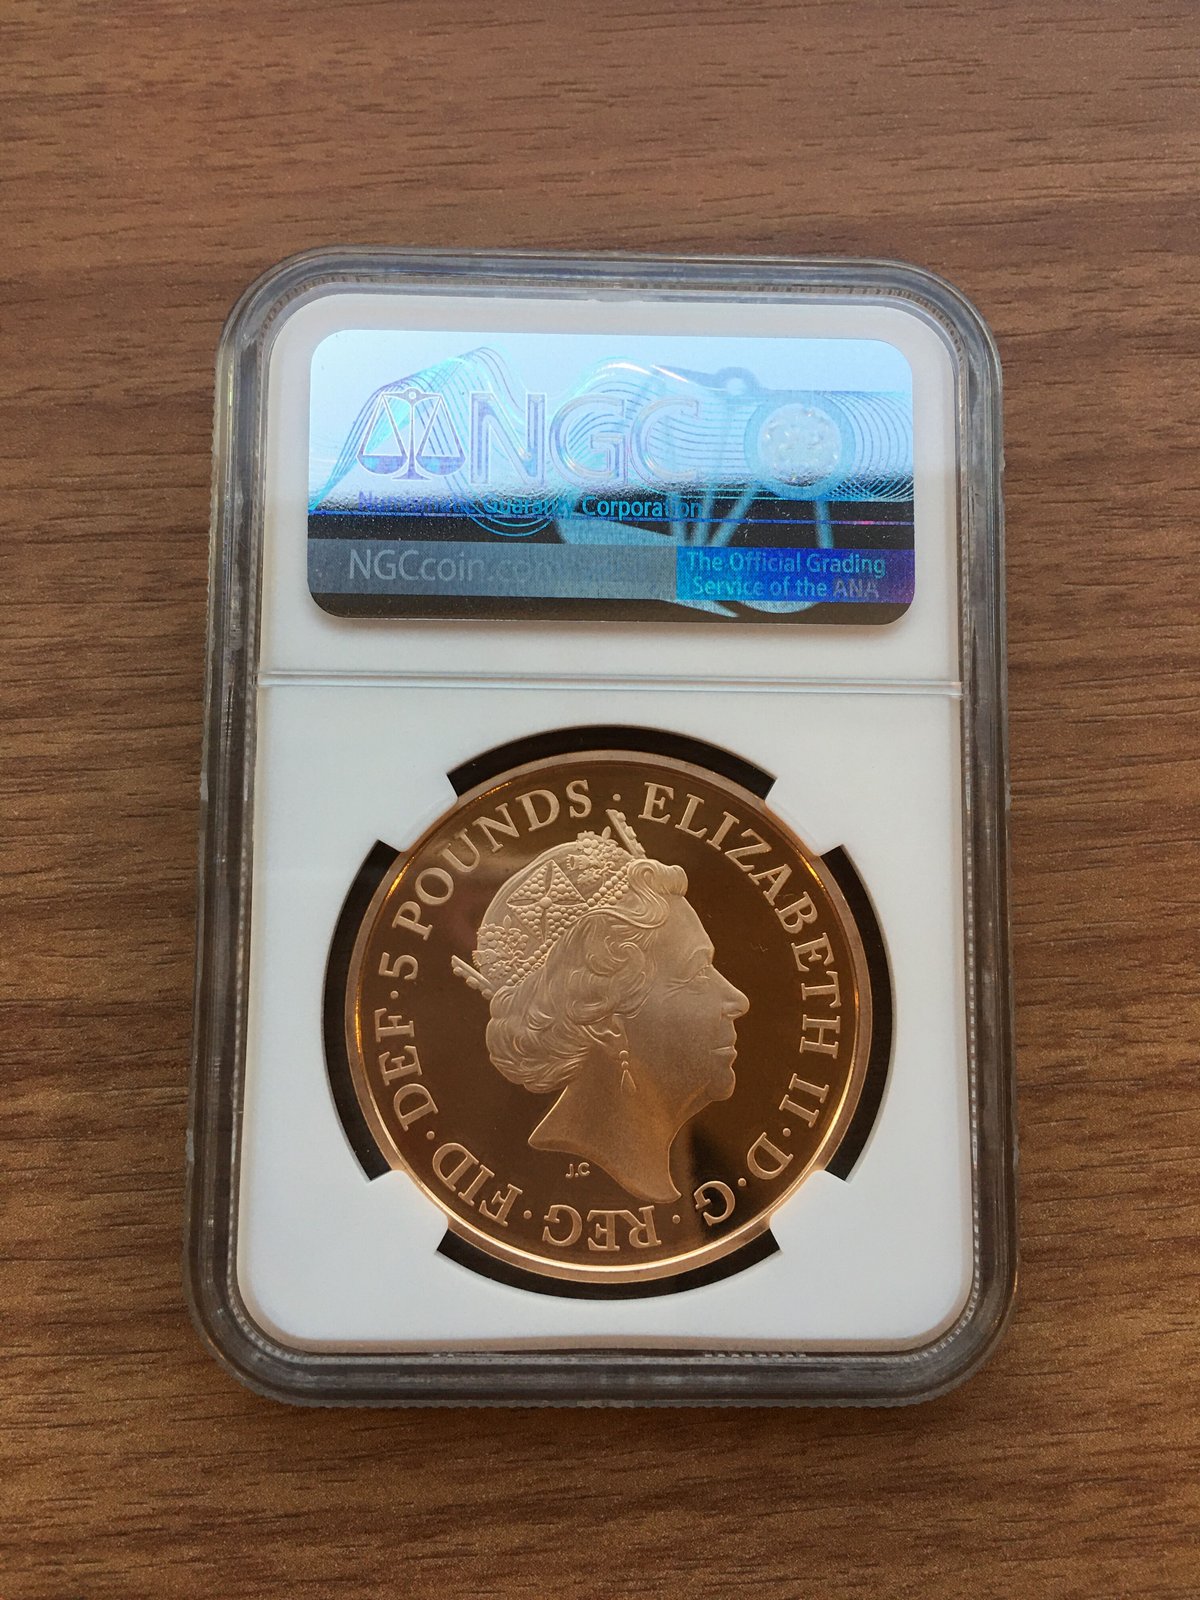 NGC
Numismatic Guaranty Corporation
NGCcoin.com
The Official Grading
Service of the ANA
ELIZABETH II · D · G · REG · FID · DEF · 5 POUNDS ·
J.C